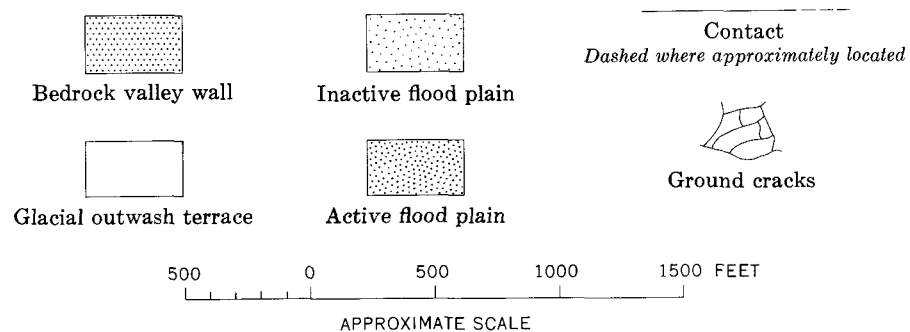 Bedrock valley wall
Inactive flood plain
Contact
Dashed where approximately located
Glacial outwash terrace
Active flood plain
Ground cracks
500 0 500 1000 1500 FEET
APPROXIMATE SCALE